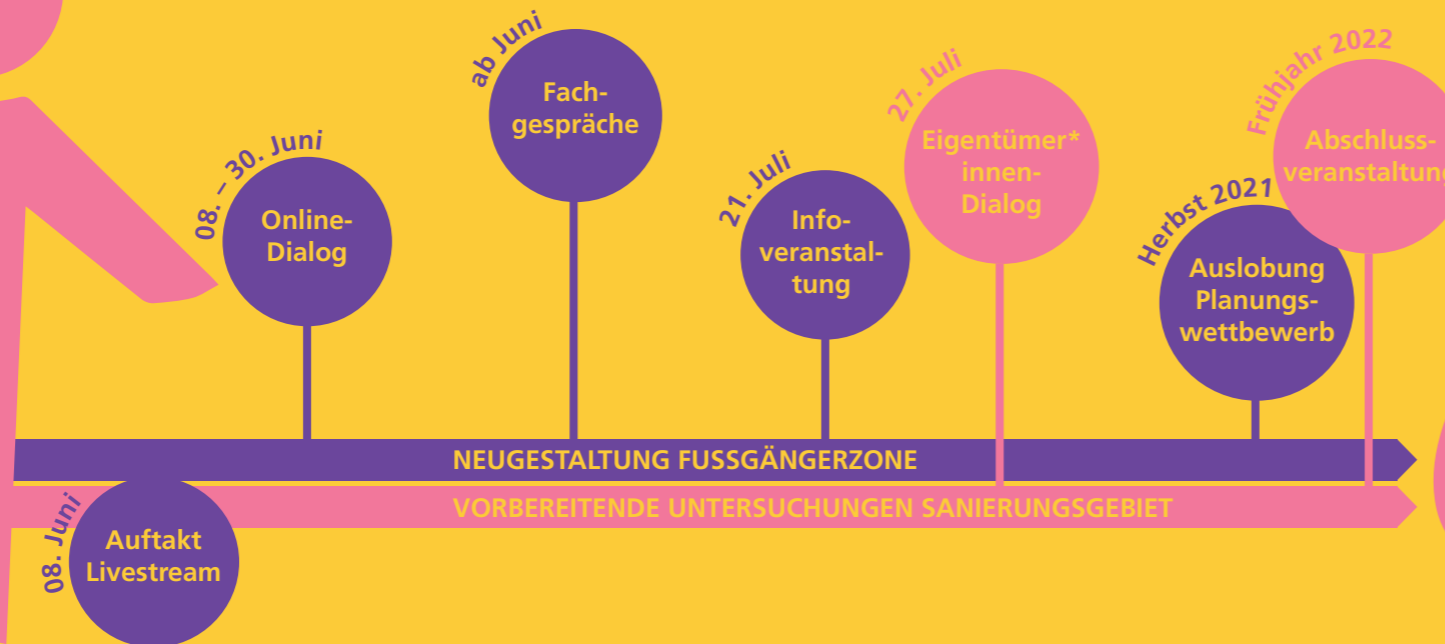 08. – 30. Juni
Online-
Dialog
ab Juni
Fach-
gespräche
21. Juli
Info-
veranstal-
tung
27. Juli
Eigentümer*
innen-
Dialog
Herbst 2021
Auslobung
Planungs-
wettbewerb
Frühjahr 2022
Abschluss-
veranstaltung
NEUGESTALTUNG FUSSGÄNGERZONE
VORBEREITENDE UNTERSUCHUNGEN SANIERUNGSGEBIET
08. Juni
Auftakt
Livestream